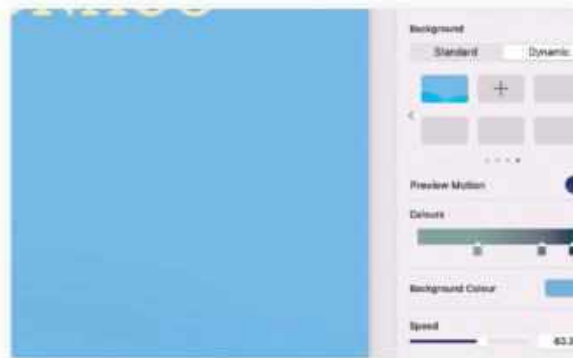 Background
Standard Dynamic
Preview Motion
Colours
Background Colour
Speed